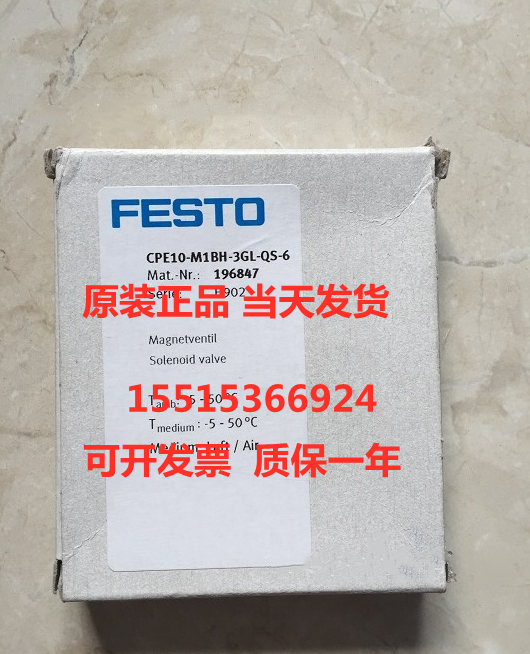 FESTO
CPE10-M1BH-3GL-QS-6
Mat.-Nr.: 196847
原装正品 当天发货
Magnetventil
Solenoid valve
15515366924
Tmedium : -5 - 50 °C
/ Air
可开发票 质保一年